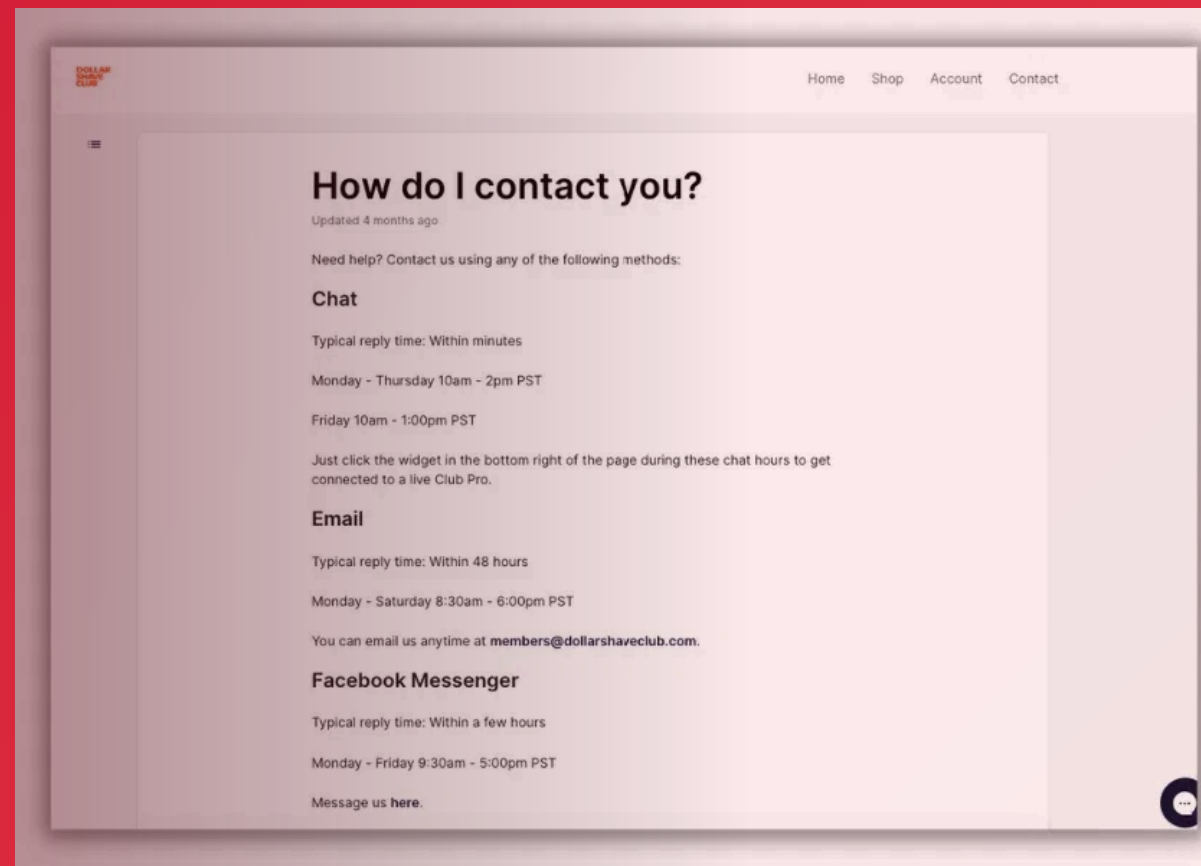 DOLLAR
SHAVE
CLUB
Home Shop Account Contact
How do I contact you?
Updated 4 months ago
Need help? Contact us using any of the following methods:
Chat
Typical reply time: Within minutes
Monday - Thursday 10am - 2pm PST
Friday 10am - 1:00pm PST
Just click the widget in the bottom right of the page during these chat hours to get
connected to a live Club Pro.
Email
Typical reply time: Within 48 hours
Monday - Saturday 8:30am - 6:00pm PST
You can email us anytime at members@dollarshaveclub.com.
Facebook Messenger
Typical reply time: Within a few hours
Monday - Friday 9:30am - 5:00pm PST
Message us here.